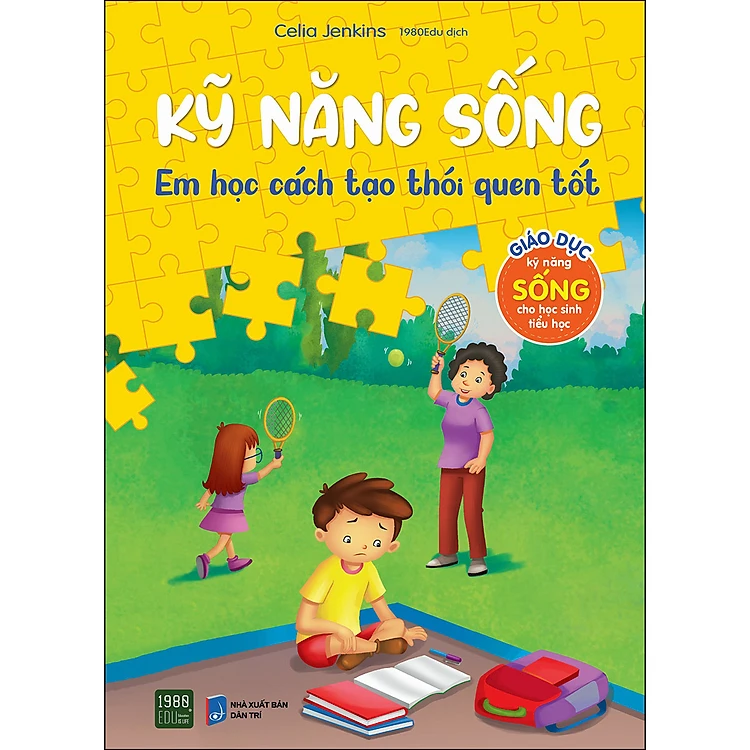 Celia Jenkins 1980Edu dịch
KỸ NĂNG SỐNG
Em học cách tạo thói quen tốt
GIÁO DỤC
kỹ năng
SỐNG
cho học sinh
tiểu học
1980
EDU
NHÀ XUẤT BẢN
DÂN TRÍ